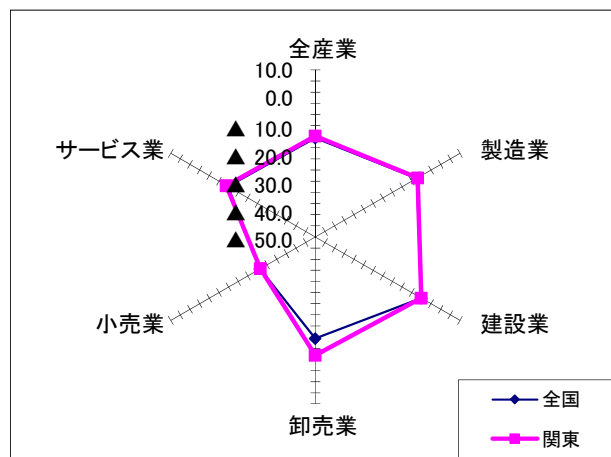 全産業
10.0
0.0
▲ 10.0
▲ 20.0
▲ 30.0
▲ 40.0
▲ 50.0
サービス業
製造業
小売業
建設業
卸売業
全国
関東